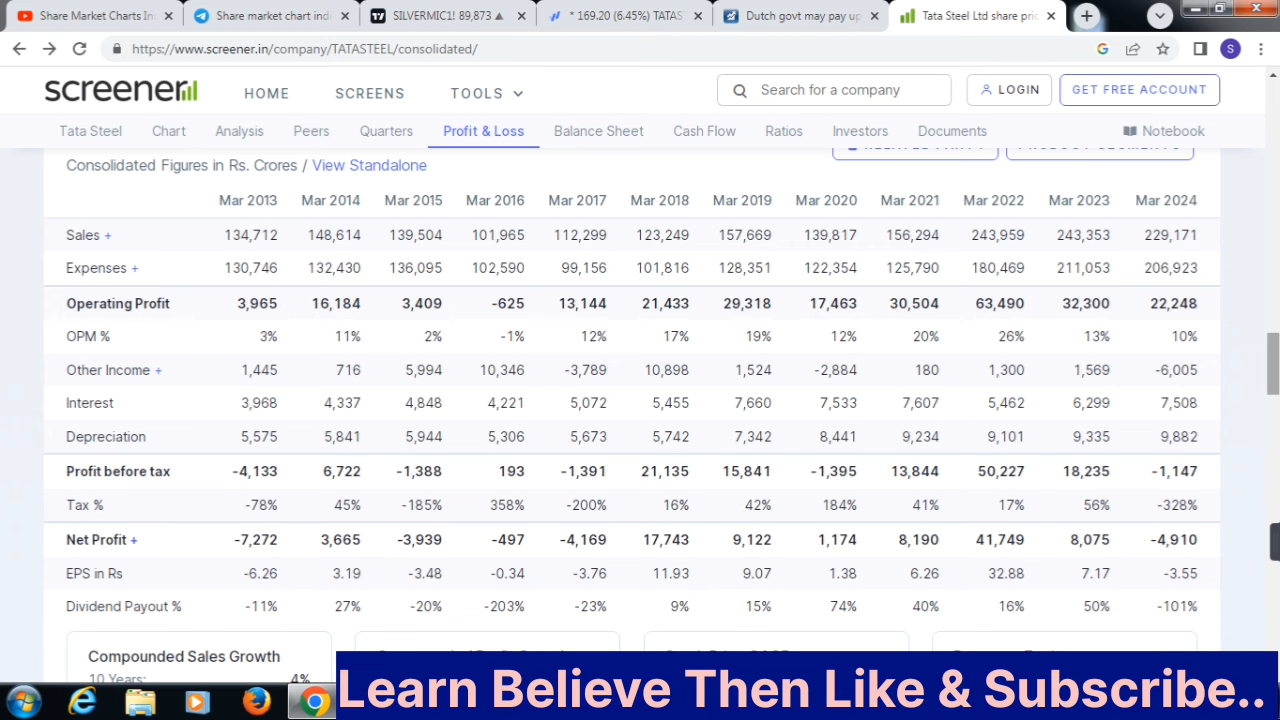 Share Market Charts In
Share market chart indi
SILVERMIC1! 89,873 ▲
* 169.20 (6.43%) TATAS
Dutch govt may pay up
Tata Steel Ltd share pric
https://www.screener.in/company/TATASTEEL/consolidated/
S
screener
HOME
SCREENS
TOOLS
Search for a company
LOGIN
GET FREE ACCOUNT
Tata Steel Chart Analysis Peers Quarters Profit & Loss Balance Sheet Cash Flow Ratios Investors Documents Notebook
Consolidated Figures in Rs. Crores / View Standalone
RELATED PARTY
PRODUCT SEGMENTS
Mar 2013 Mar 2014 Mar 2015 Mar 2016 Mar 2017 Mar 2018 Mar 2019 Mar 2020 Mar 2021 Mar 2022 Mar 2023 Mar 2024
Sales + 134,712 148,614 139,504 101,965 112,299 123,249 157,669 139,817 156,294 243,959 243,353 229,171
Expenses + 130,746 132,430 136,095 102,590 99,156 101,816 128,351 122,354 125,790 180,469 211,053 206,923
Operating Profit 3,965 16,184 3,409 -625 13,144 21,433 29,318 17,463 30,504 63,490 32,300 22,248
OPM % 3% 11% 2% -1% 12% 17% 19% 12% 20% 26% 13% 10%
Other Income + 1,445 716 5,994 10,346 -3,789 10,898 1,524 -2,884 180 1,300 1,569 -6,005
Interest 3,968 4,337 4,848 4,221 5,072 5,455 7,660 7,533 7,607 5,462 6,299 7,508
Depreciation 5,575 5,841 5,944 5,306 5,673 5,742 7,342 8,441 9,234 9,101 9,335 9,882
Profit before tax -4,133 6,722 -1,388 193 -1,391 21,135 15,841 -1,395 13,844 50,227 18,235 -1,147
Tax % -78% 45% -185% 358% -200% 16% 42% 184% 41% 17% 56% -328%
Net Profit + -7,272 3,665 -3,939 -497 -4,169 17,743 9,122 1,174 8,190 41,749 8,075 -4,910
EPS in Rs -6.26 3.19 -3.48 -0.34 -3.76 11.93 9.07 1.38 6.26 32.88 7.17 -3.55
Dividend Payout % -11% 27% -20% -203% -23% 9% 15% 74% 40% 16% 50% -101%
Compounded Sales Growth
10 Years: 4%
Learn Believe Then Like & Subscribe..